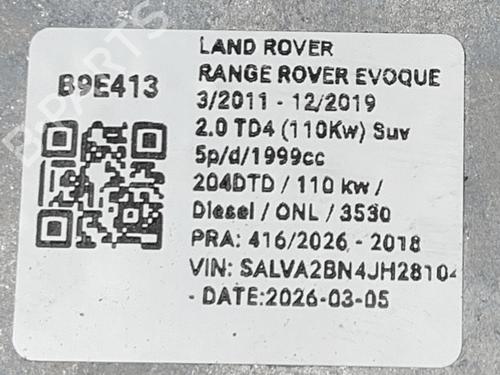 B-PARTS
B9E413
LAND ROVER
RANGE ROVER EVOQUE
3/2011 - 12/2019
2.0 TD4 (110Kw) Suv
5p/d/1999cc
204DTD / 110 kw /
Diesel / ONL / 3530
PRA: 416/2026 - 2018
VIN: SALVA2BN4JH28104
- DATE:2026-03-05